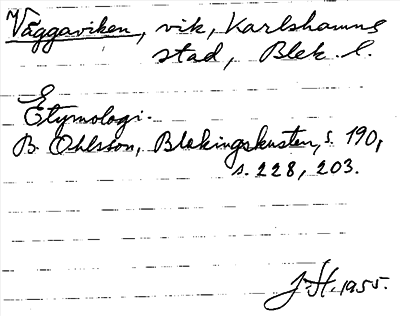 Väggaviken, vik, Karlshamns
stad, Blek. l.
Etymologi.
B. Ohlsson, Blekingskusten, s. 190,
s. 228, 203.
J. H. 1955.